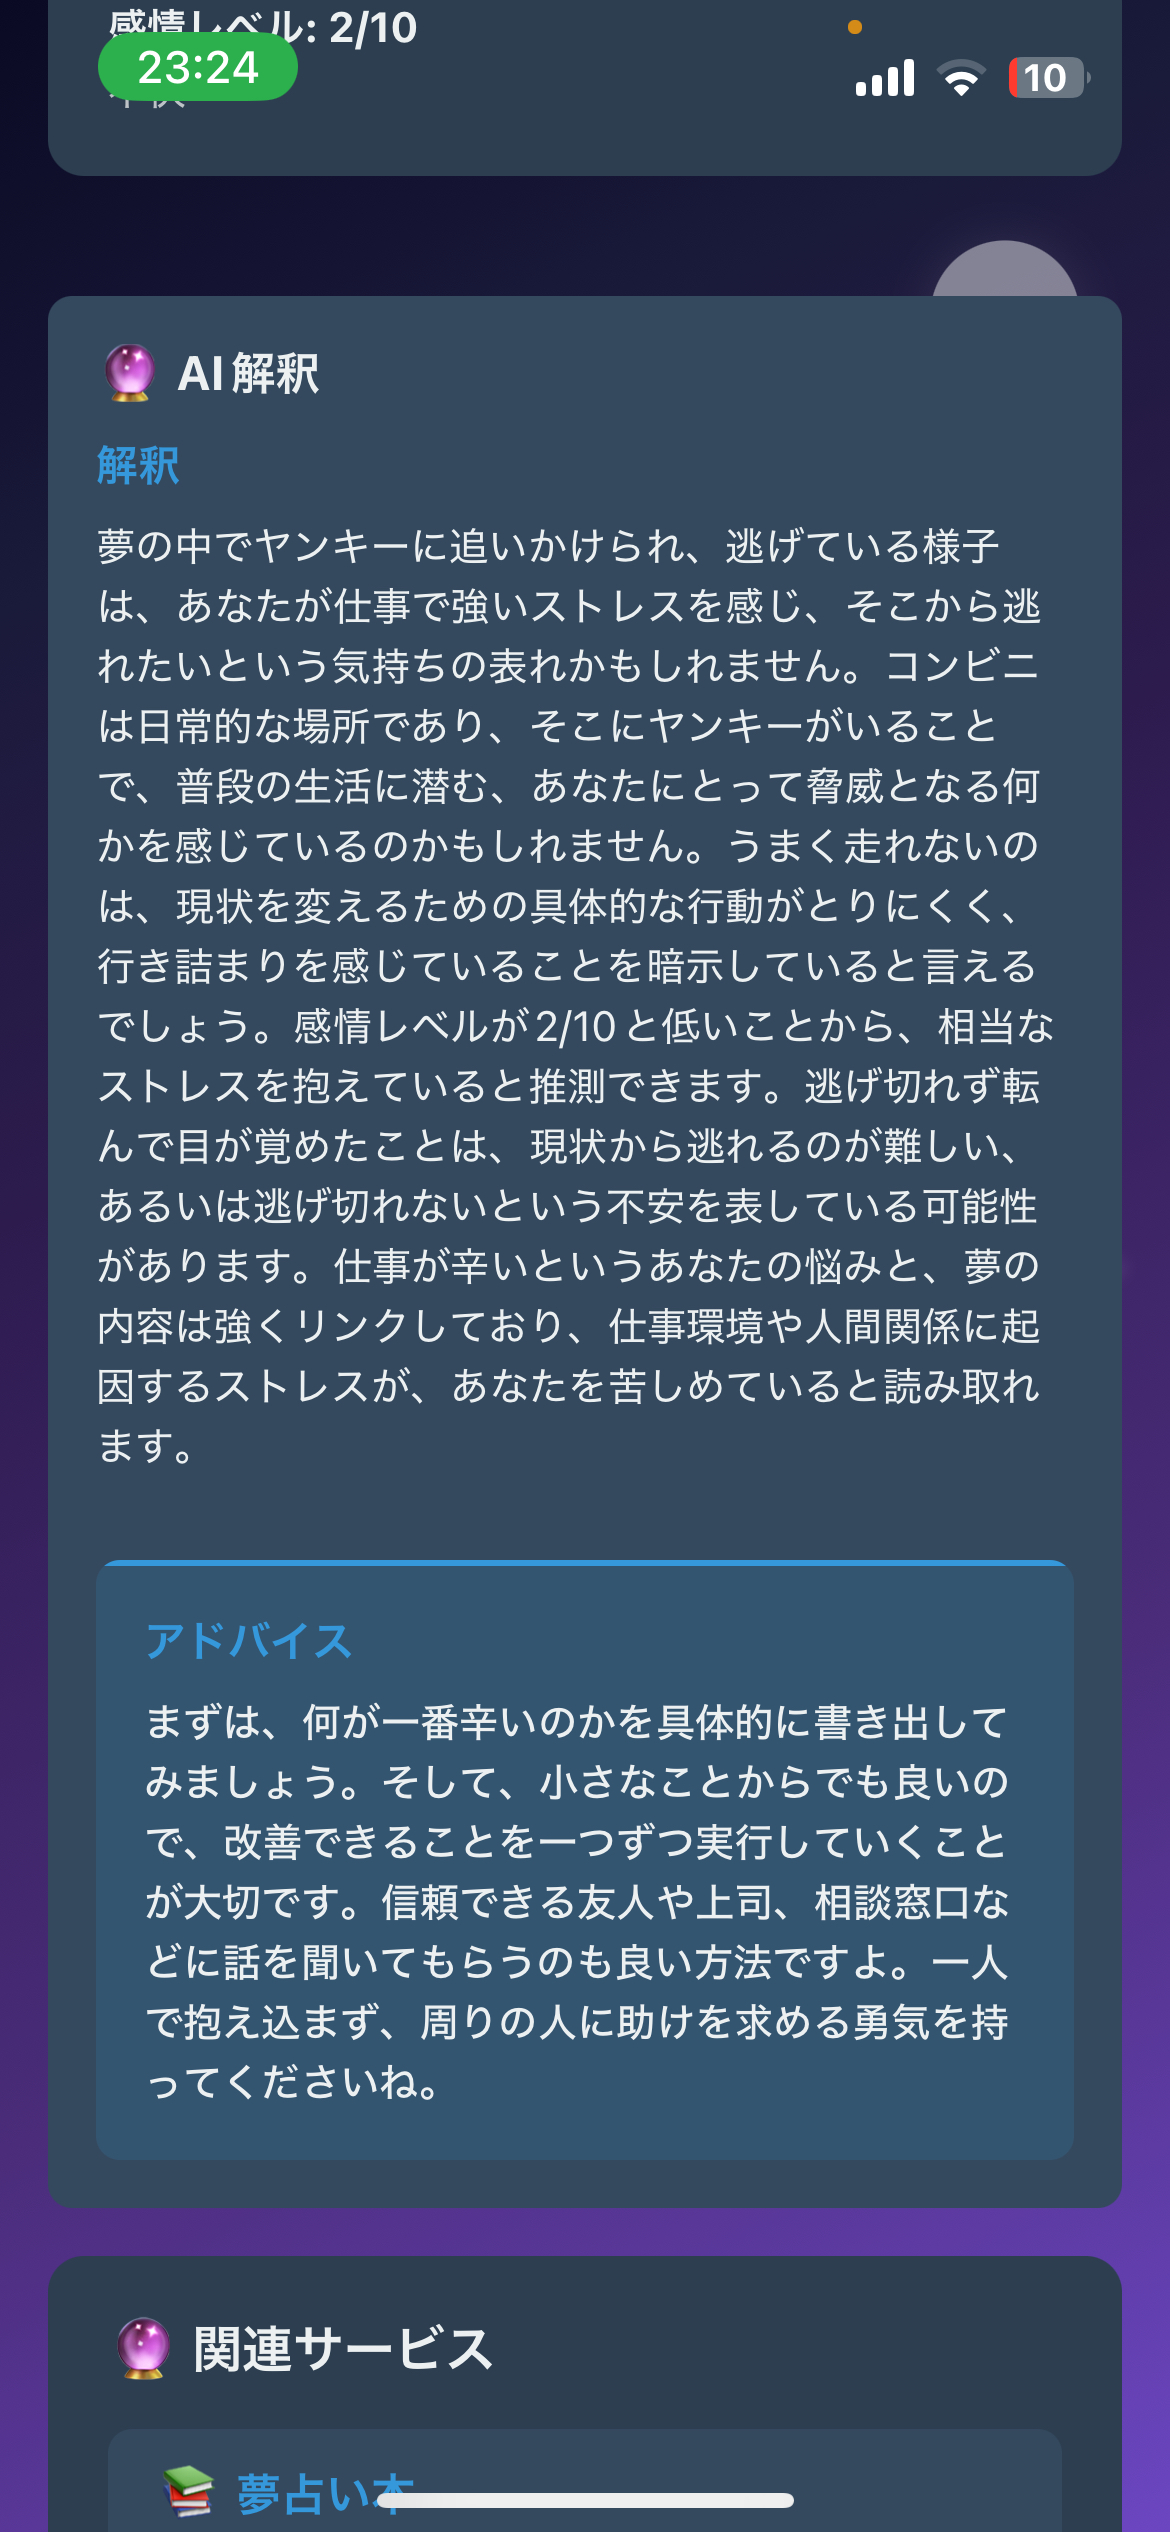 感情レベル: 2/10
23:24
10
AI解釈
解釈
夢の中でヤンキーに追いかけられ、逃げている様子
は、あなたが仕事で強いストレスを感じ、そこから逃
れたいという気持ちの表れかもしれません。コンビニ
は日常的な場所であり、そこにヤンキーがいること
で、普段の生活に潜む、あなたにとって脅威となる何
かを感じているのかもしれません。うまく走れないの
は、現状を変えるための具体的な行動がとりにくく、
行き詰まりを感じていることを暗示していると言える
でしょう。感情レベルが2/10と低いことから、相当な
ストレスを抱えていると推測できます。逃げ切れず転
んで目が覚めたことは、現状から逃れるのが難しい、
あるいは逃げ切れないという不安を表している可能性
があります。仕事が辛いというあなたの悩みと、夢の
内容は強くリンクしており、仕事環境や人間関係に起
因するストレスが、あなたを苦しめていると読み取れ
ます。
アドバイス
まずは、何が一番辛いのかを具体的に書き出して
みましょう。そして、小さなことからでも良いの
で、改善できることを一つずつ実行していくこと
が大切です。信頼できる友人や上司、相談窓口な
どに話を聞いてもらうのも良い方法ですよ。一人
で抱え込まず、周りの人に助けを求める勇気を持
ってくださいね。
関連サービス
夢占い本